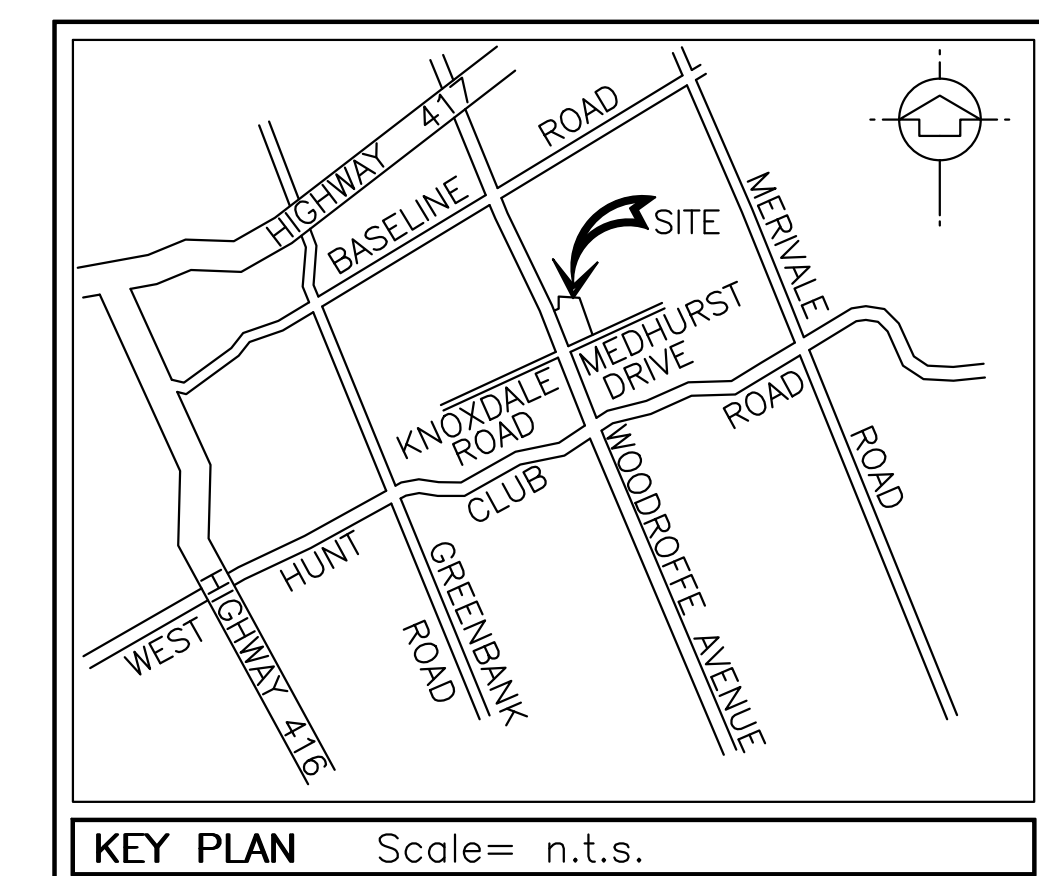 HIGHWAY 417
BASELINE ROAD
SITE
MERIVALE ROAD
MEDHURST
DRIVE
KNOXDALE
ROAD
WEST HUNT CLUB ROAD
HIGHWAY 416
GREENBANK ROAD
WOODROFFE AVENUE
KEY PLAN Scale= n.t.s.